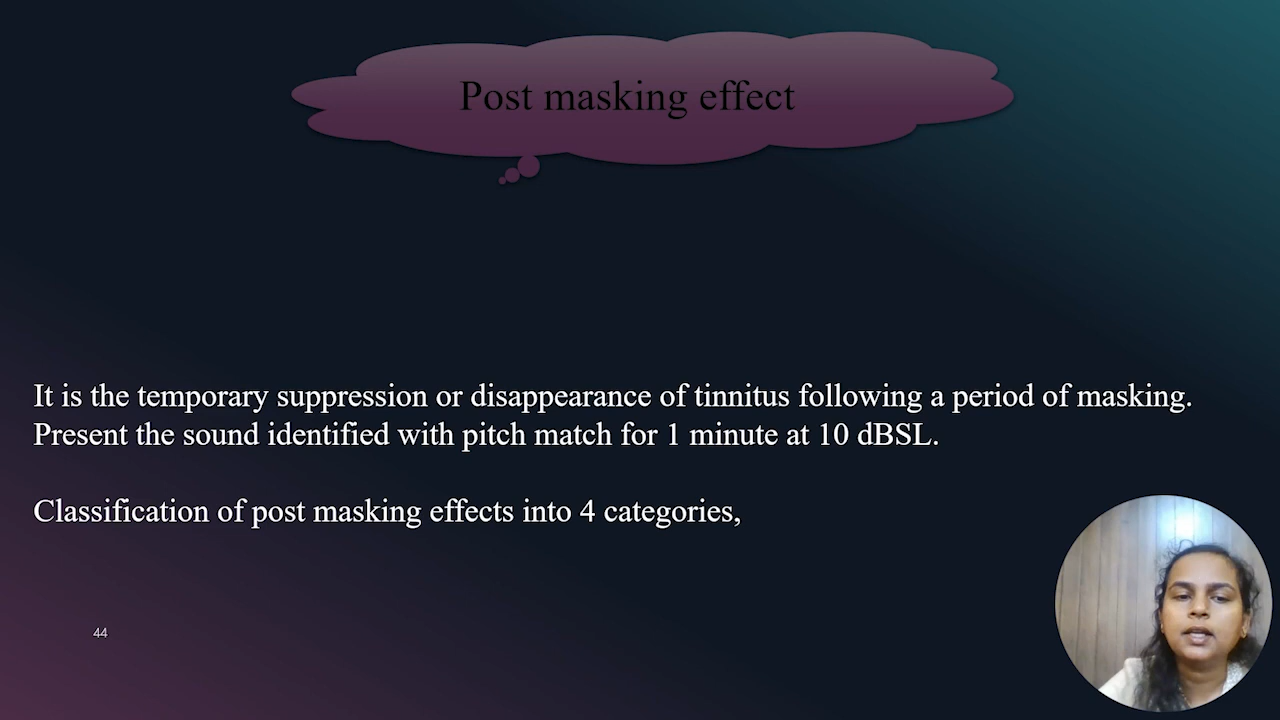 Post masking effect
It is the temporary suppression or disappearance of tinnitus following a period of masking.
Present the sound identified with pitch match for 1 minute at 10 dBSL.
Classification of post masking effects into 4 categories,
44